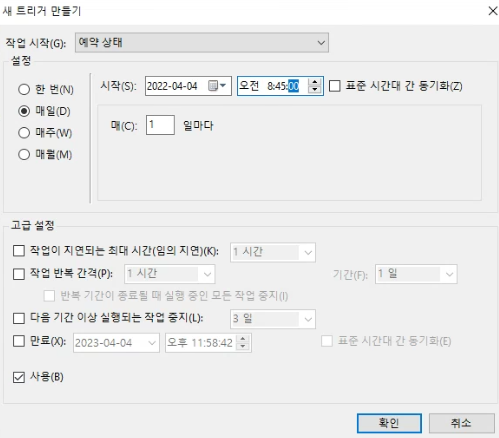 새 트리거 만들기
작업 시작(G): 예약 상태
설정
한 번(N)
매일(D)
매주(W)
매월(M)
시작(S): 2022-04-04 오전 8:45:00 표준 시간대 간 동기화(Z)
매(C): 1 일마다
고급 설정
작업이 지연되는 최대 시간(임의 지연)(K): 1 시간
작업 반복 간격(P): 1 시간 기간(F): 1 일
반복 기간이 종료될 때 실행 중인 모든 작업 중지(I)
다음 기간 이상 실행되는 작업 중지(L): 3 일
만료(X): 2023-04-04 오후 11:58:42 표준 시간대 간 동기화(E)
사용(B)
확인 취소